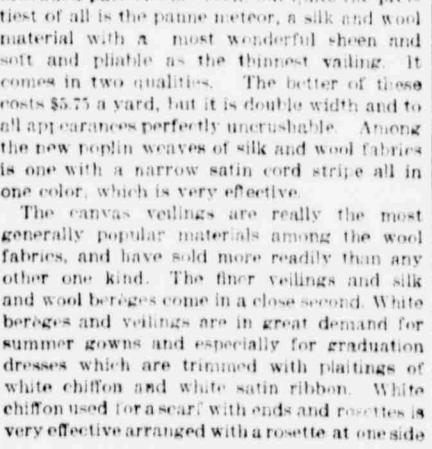 tiest of all is the panne meteor, a silk and wool
material with a most wonderful sheen and
soft and pliable as the thinnest vailing. It
comes in two qualities. The better of these
costs $5.75 a yard, but it is double width and to
all appearances perfectly uncrushable. Among
the new poplin weaves of silk and wool fabrics
is one with a narrow satin cord stripe all in
one color, which is very effective.
The canvas veilings are really the most
generally popular materials among the wool
fabrics, and have sold more readily than any
other one kind. The finer veilings and silk
and wool berèges come in a close second. White
berèges and veilings are in great demand for
summer gowns and especially for graduation
dresses which are trimmed with plaitings of
white chiffon and white satin ribbon. White
chiffon used for a scarf with ends and rosettes is
very effective arranged with a rosette at one side